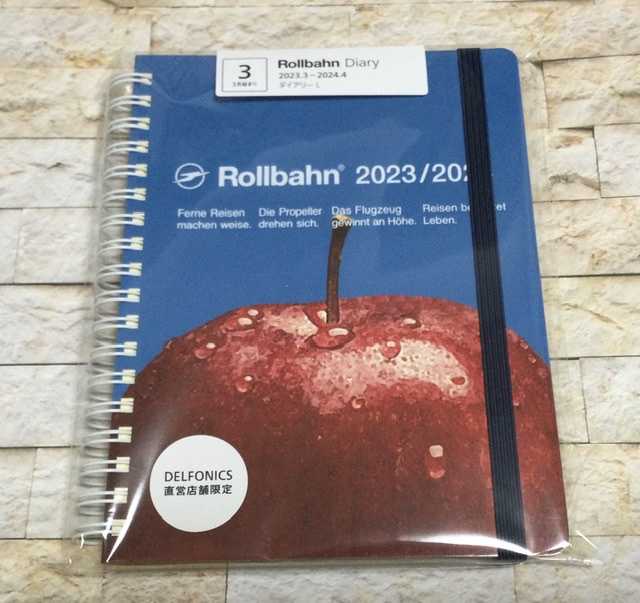 3
3月始まり
Rollbahn Diary
2023.3-2024.4
ダイアリー L
Rollbahn® 2023/202
Ferne Reisen Die Propeller Das Flugzeug Reisen
machen weise. drehen sich. gewinnt an Höhe. Leben.
DELFONICS
直営店舗限定